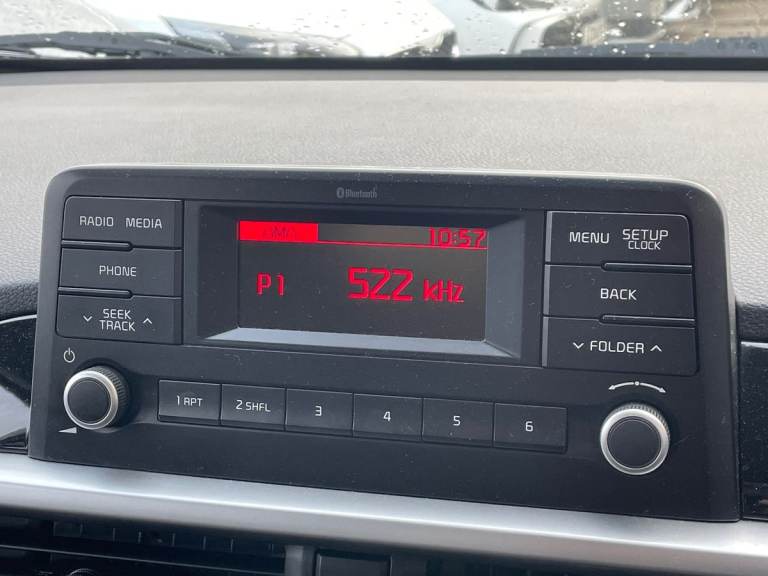 Bluetooth
RADIO MEDIA
PHONE
SEEK
TRACK
10:57
P1 522 kHz
MENU SETUP
CLOCK
BACK
FOLDER
1 RPT 2 SHFL 3 4 5 6